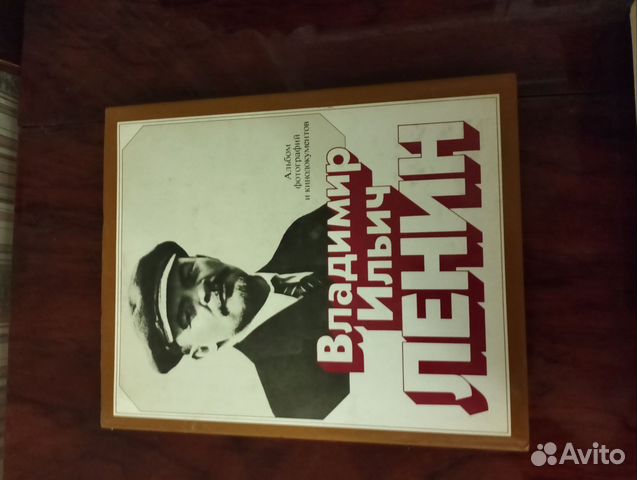 Альбом
фотографий
и кинодокументов
Владимир
Ильич
ЛЕНИН
Avito